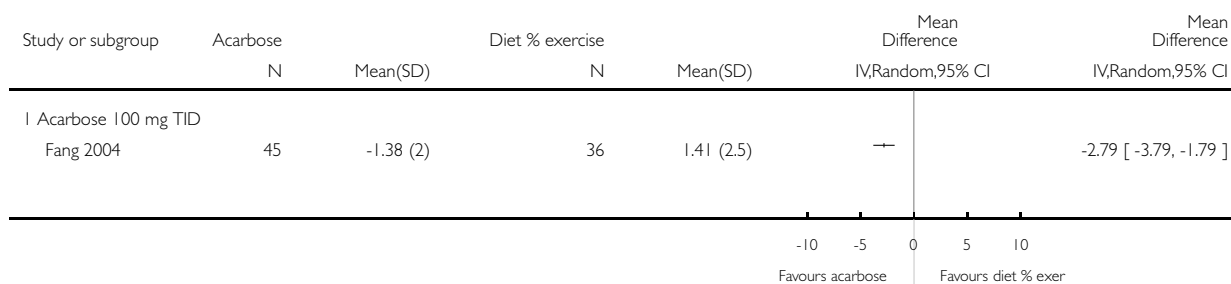 Mean Mean
Study or subgroup Acarbose Diet % exercise Difference Difference
N Mean(SD) N Mean(SD) IV,Random,95% CI IV,Random,95% CI
1 Acarbose 100 mg TID
Fang 2004 45 -1.38 (2) 36 1.41 (2.5) -2.79 [ -3.79, -1.79 ]
-10 -5 0 5 10
Favours acarbose Favours diet % exer